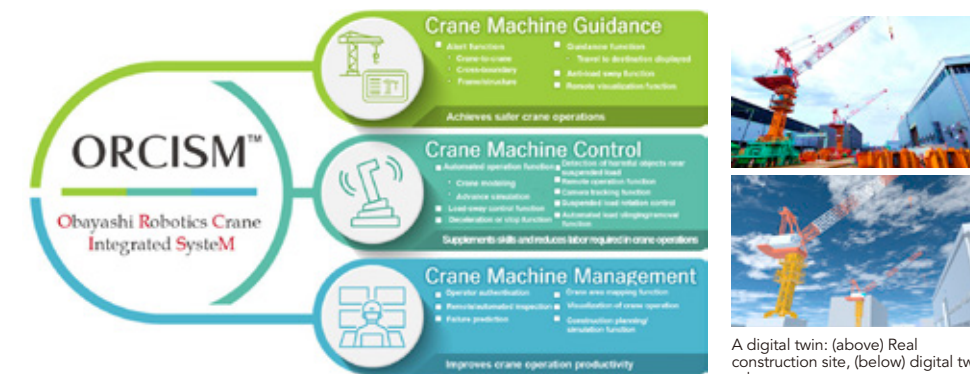 ORCISM™
Obayashi Robotics Crane
Integrated SysteM
Crane Machine Guidance
Alert function
・Crane-to-crane
・Cross-boundary
・Frame/structure
Guidance function
・Travel to destination displayed
Anti-load sway function
Remote visualization function
Achieves safer crane operations
Crane Machine Control
Automated operation function
・Crane modeling
・Advance simulation
Load-sway control function
Deceleration or stop function
Detection of harmful objects near
suspended load
Remote operation function
Camera tracking function
Suspended load rotation control
Automated load slinging/removal
function
Supplements skills and reduces labor required in crane operations
Crane Machine Management
Operator authentication
Remote/automated inspection
Failure prediction
Crane area mapping function
Visualization of crane operation
Construction planning/
simulation function
Improves crane operation productivity
A digital twin: (above) Real
construction site, (below) digital tw